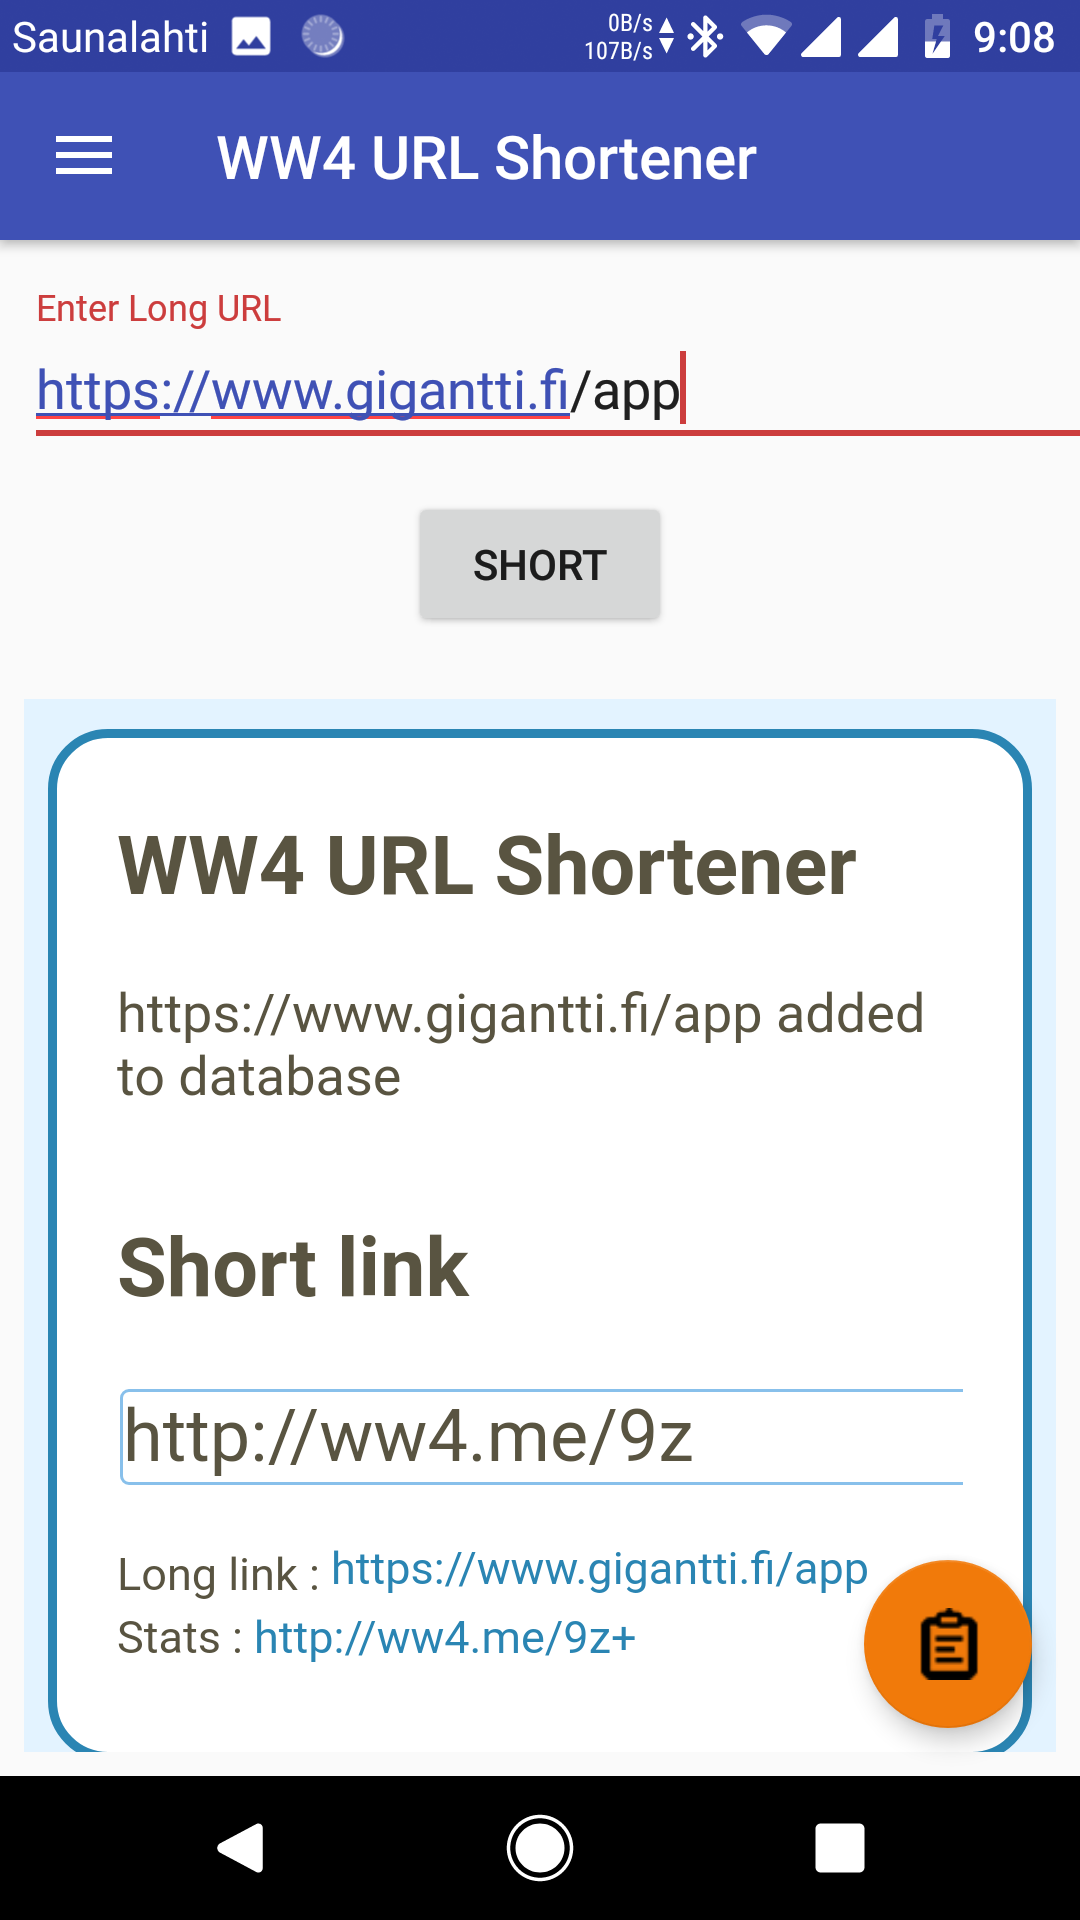 Saunalahti
0B/s
107B/s
9:08
WW4 URL Shortener
Enter Long URL
https://www.gigantti.fi/app
SHORT
WW4 URL Shortener
https://www.gigantti.fi/app added
to database
Short link
http://ww4.me/9z
Long link : https://www.gigantti.fi/app
Stats : http://ww4.me/9z+